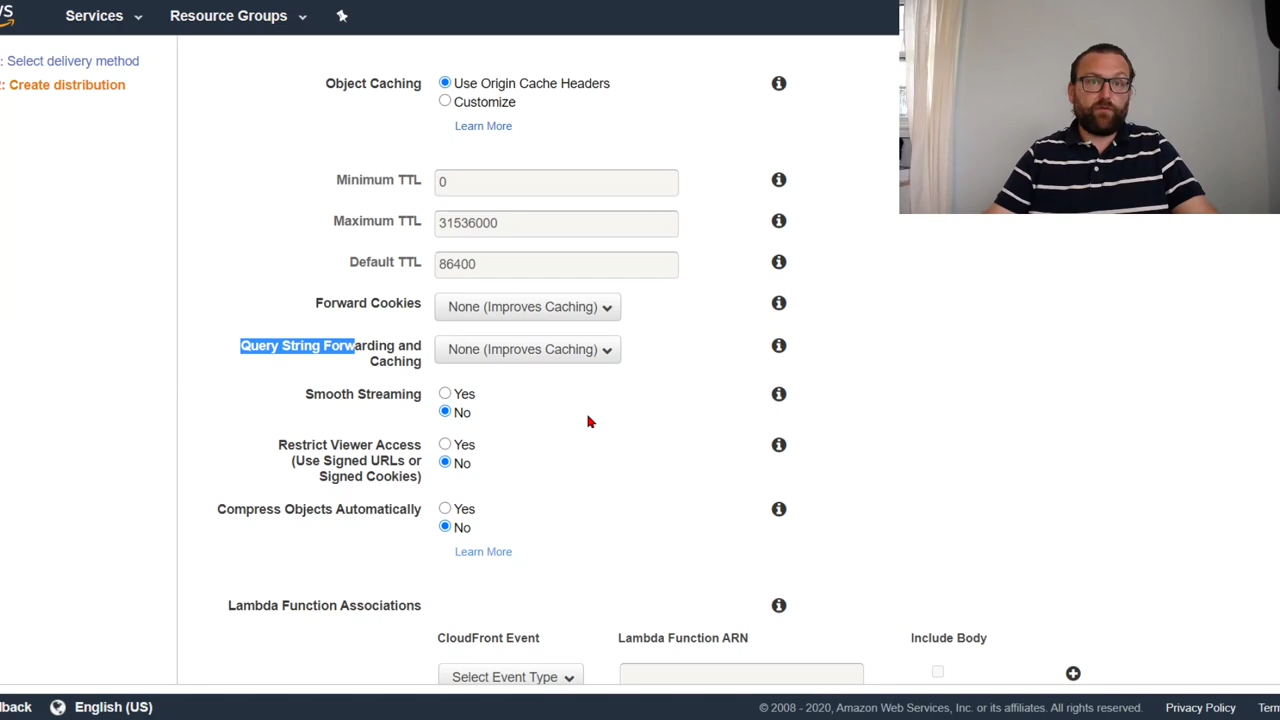 Services
Resource Groups
: Select delivery method
: Create distribution
Object Caching
Use Origin Cache Headers
Customize
Learn More
Minimum TTL
0
Maximum TTL
31536000
Default TTL
86400
Forward Cookies
None (Improves Caching)
Query String Forwarding and
Caching
None (Improves Caching)
Smooth Streaming
Yes
No
Restrict Viewer Access
(Use Signed URLs or
Signed Cookies)
Yes
No
Compress Objects Automatically
Yes
No
Learn More
Lambda Function Associations
CloudFront Event
Lambda Function ARN
Include Body
Select Event Type
lback
English (US)
© 2008 - 2020, Amazon Web Services, Inc. or its affiliates. All rights reserved.
Privacy Policy
Tern